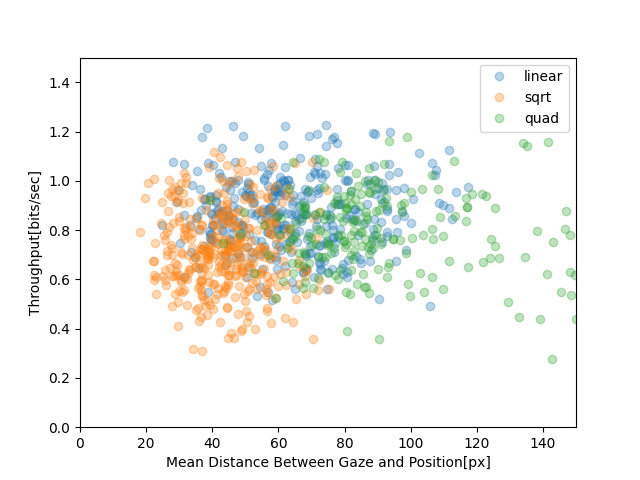 1.4
1.2
1.0
0.8
0.6
0.4
0.2
0.0
0 20 40 60 80 100 120 140
Throughput[bits/sec]
Mean Distance Between Gaze and Position[px]
linear
sqrt
quad